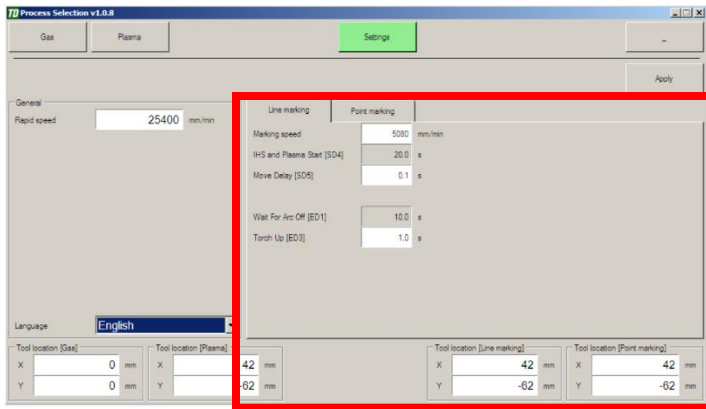 TD Process Selection v1.0.8
Gas Plasma Settings -
Apply
General
Rapid speed 25400 mm/min
Language English
Line marking Point marking
Marking speed 5080 mm/min
IHS and Plasma Start [SD4] 20.0 s
Move Delay [SD5] 0.1 s
Wait For Arc Off [ED1] 10.0 s
Torch Up [ED3] 1.0 s
Tool location [Gas]
X 0 mm
Y 0 mm
Tool location [Plasma]
X 42 mm
Y -62 mm
Tool location [Line marking]
X 42 mm
Y -62 mm
Tool location [Point marking]
X 42 mm
Y -62 mm